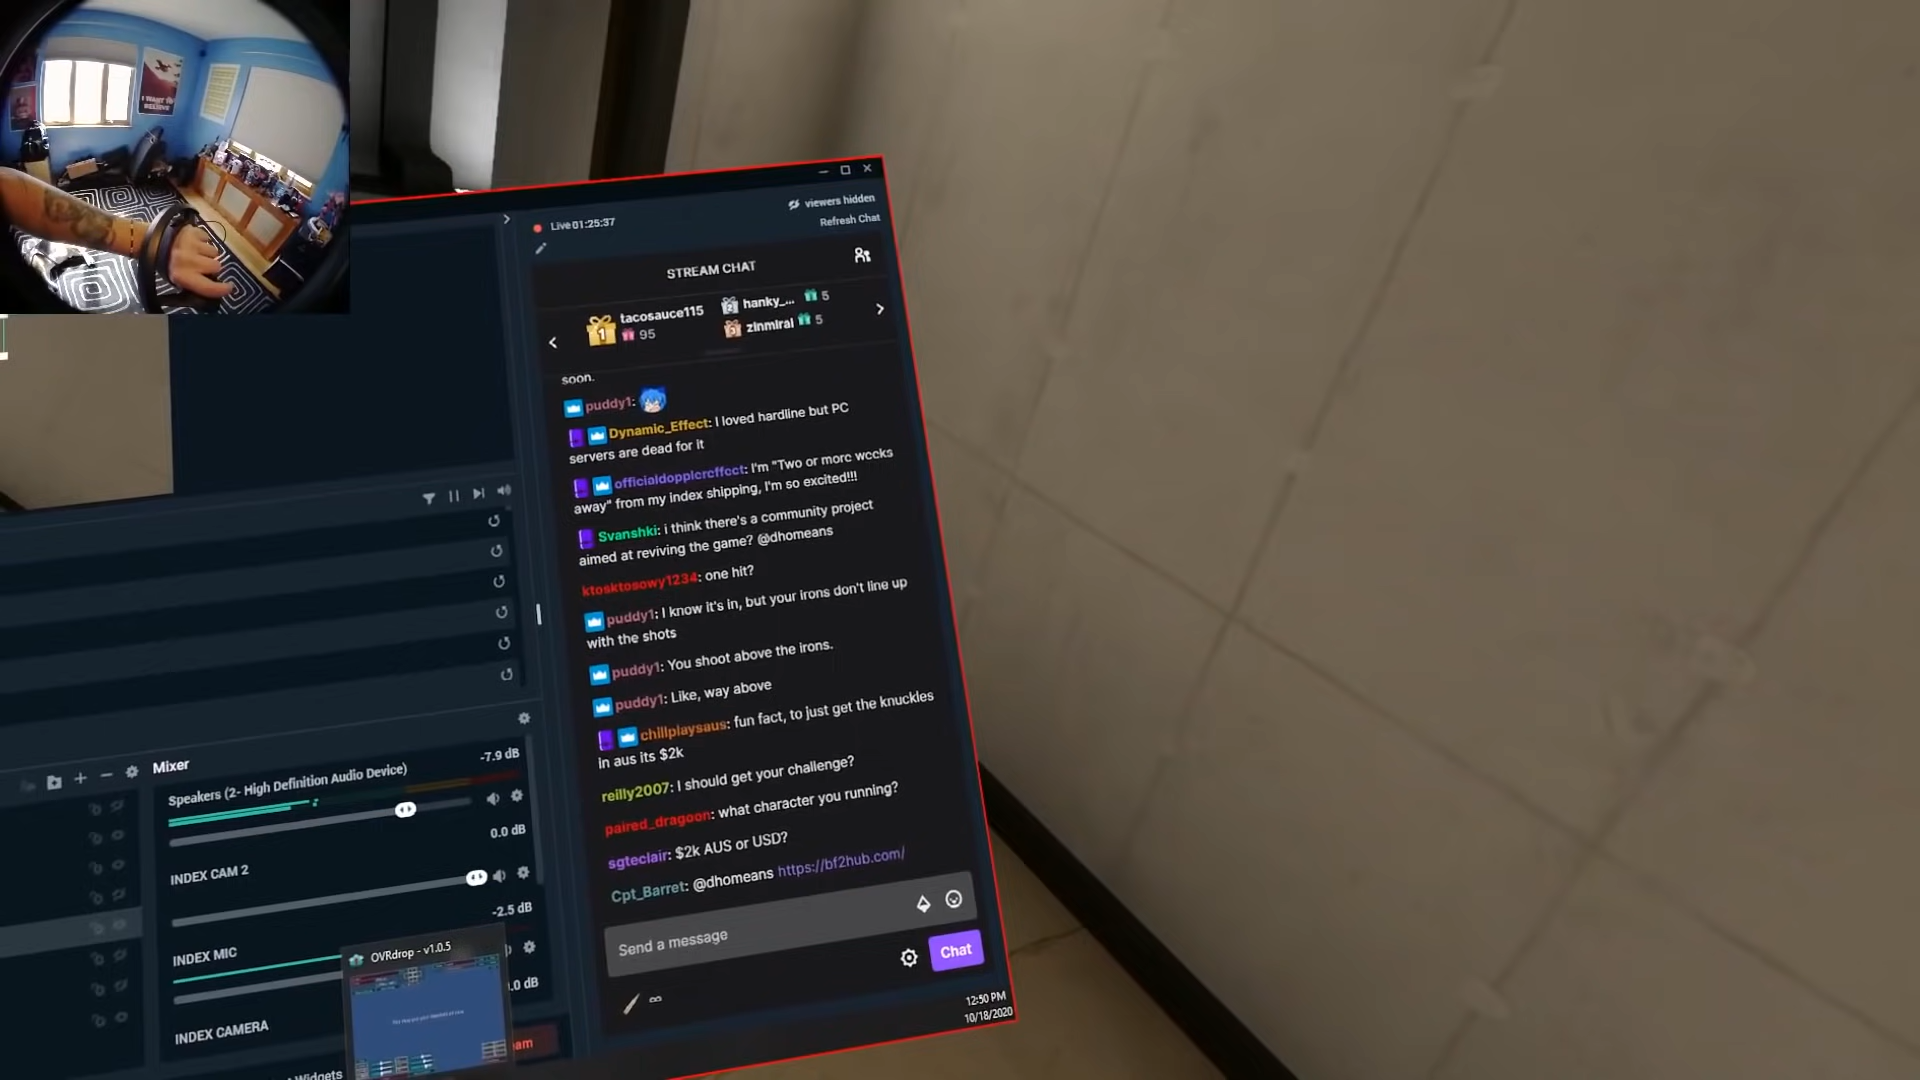 I WANT TO
BELIEVE
Live 01:25:37
viewers hidden
Refresh Chat
STREAM CHAT
tacosauce115
95
hanky_... 5
zinmiral 5
soon.
puddy1:
Dynamic_Effect: I loved hardline but PC
servers are dead for it
officialdopplereffect: I'm "Two or more weeks
away" from my index shipping, I'm so excited!!!
Svanshki: i think there's a community project
aimed at reviving the game? @dhomeans
ktosktosowy1234: one hit?
puddy1: I know it's in, but your irons don't line up
with the shots
puddy1: You shoot above the irons.
puddy1: Like, way above
chillplaysaus: fun fact, to just get the knuckles
in aus its $2k
reilly2007: I should get your challenge?
paired_dragoon: what character you running?
sgteclair: $2k AUS or USD?
Cpt_Barret: @dhomeans https://bf2hub.com/
Send a message
Chat
12:50 PM
10/18/2020
Mixer
Speakers (2- High Definition Audio Device)
-7.9 dB
0.0 dB
INDEX CAM 2
-2.5 dB
INDEX MIC
.0 dB
INDEX CAMERA
OVRdrop - v1.0.5
eam
Widgets